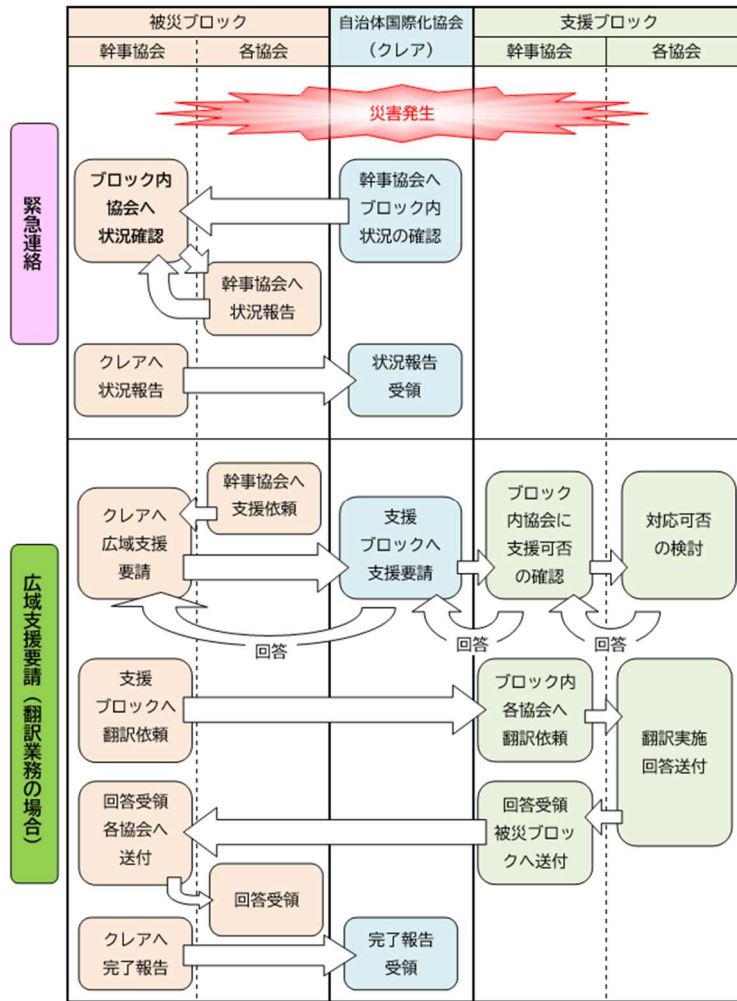 被災ブロック
自治体国際化協会
（クレア）
支援ブロック
幹事協会
各協会
幹事協会
各協会
災害発生
緊急連絡
ブロック内
協会へ
状況確認
幹事協会へ
ブロック内
状況の確認
幹事協会へ
状況報告
クレアへ
状況報告
状況報告
受領
広域支援要請（翻訳業務の場合）
幹事協会へ
支援依頼
クレアへ
広域支援
要請
支援
ブロックへ
支援要請
ブロック
内協会に
支援可否
の確認
対応可否
の検討
回答
回答
回答
支援
ブロックへ
翻訳依頼
ブロック内
各協会へ
翻訳依頼
翻訳実施
回答送付
回答受領
各協会へ
送付
回答受領
被災ブロッ
クへ送付
回答受領
クレアへ
完了報告
完了報告
受領